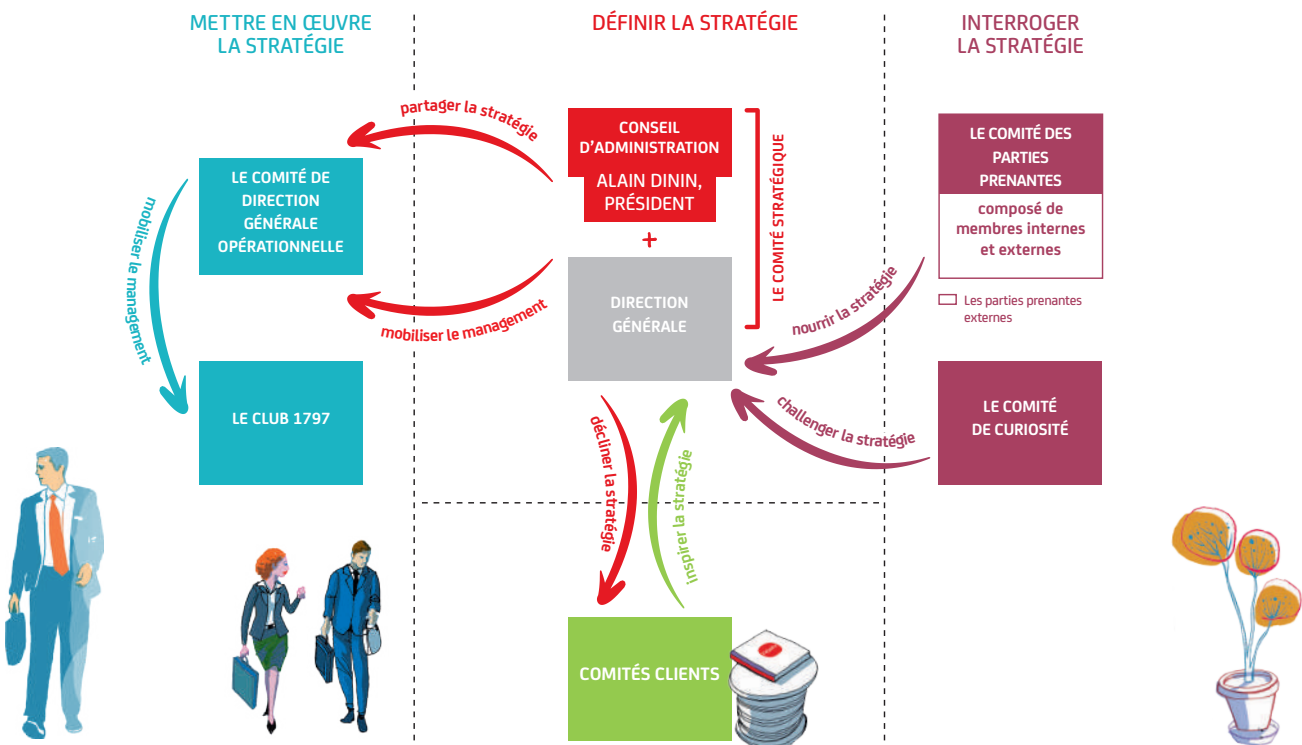 METTRE EN ŒUVRE
LA STRATÉGIE
DÉFINIR LA STRATÉGIE
INTERROGER
LA STRATÉGIE
partager la stratégie
LE COMITÉ DE
DIRECTION
GÉNÉRALE
OPÉRATIONNELLE
mobiliser le management
mobiliser le management
LE CLUB 1797
CONSEIL
D’ADMINISTRATION
ALAIN DININ,
PRÉSIDENT
+
DIRECTION
GÉNÉRALE
LE COMITÉ STRATÉGIQUE
décliner la stratégie
inspirer la stratégie
COMITÉS CLIENTS
LE COMITÉ DES
PARTIES
PRENANTES
composé de
membres internes
et externes
Les parties prenantes
externes
nourrir la stratégie
challenger la stratégie
LE COMITÉ
DE CURIOSITÉ